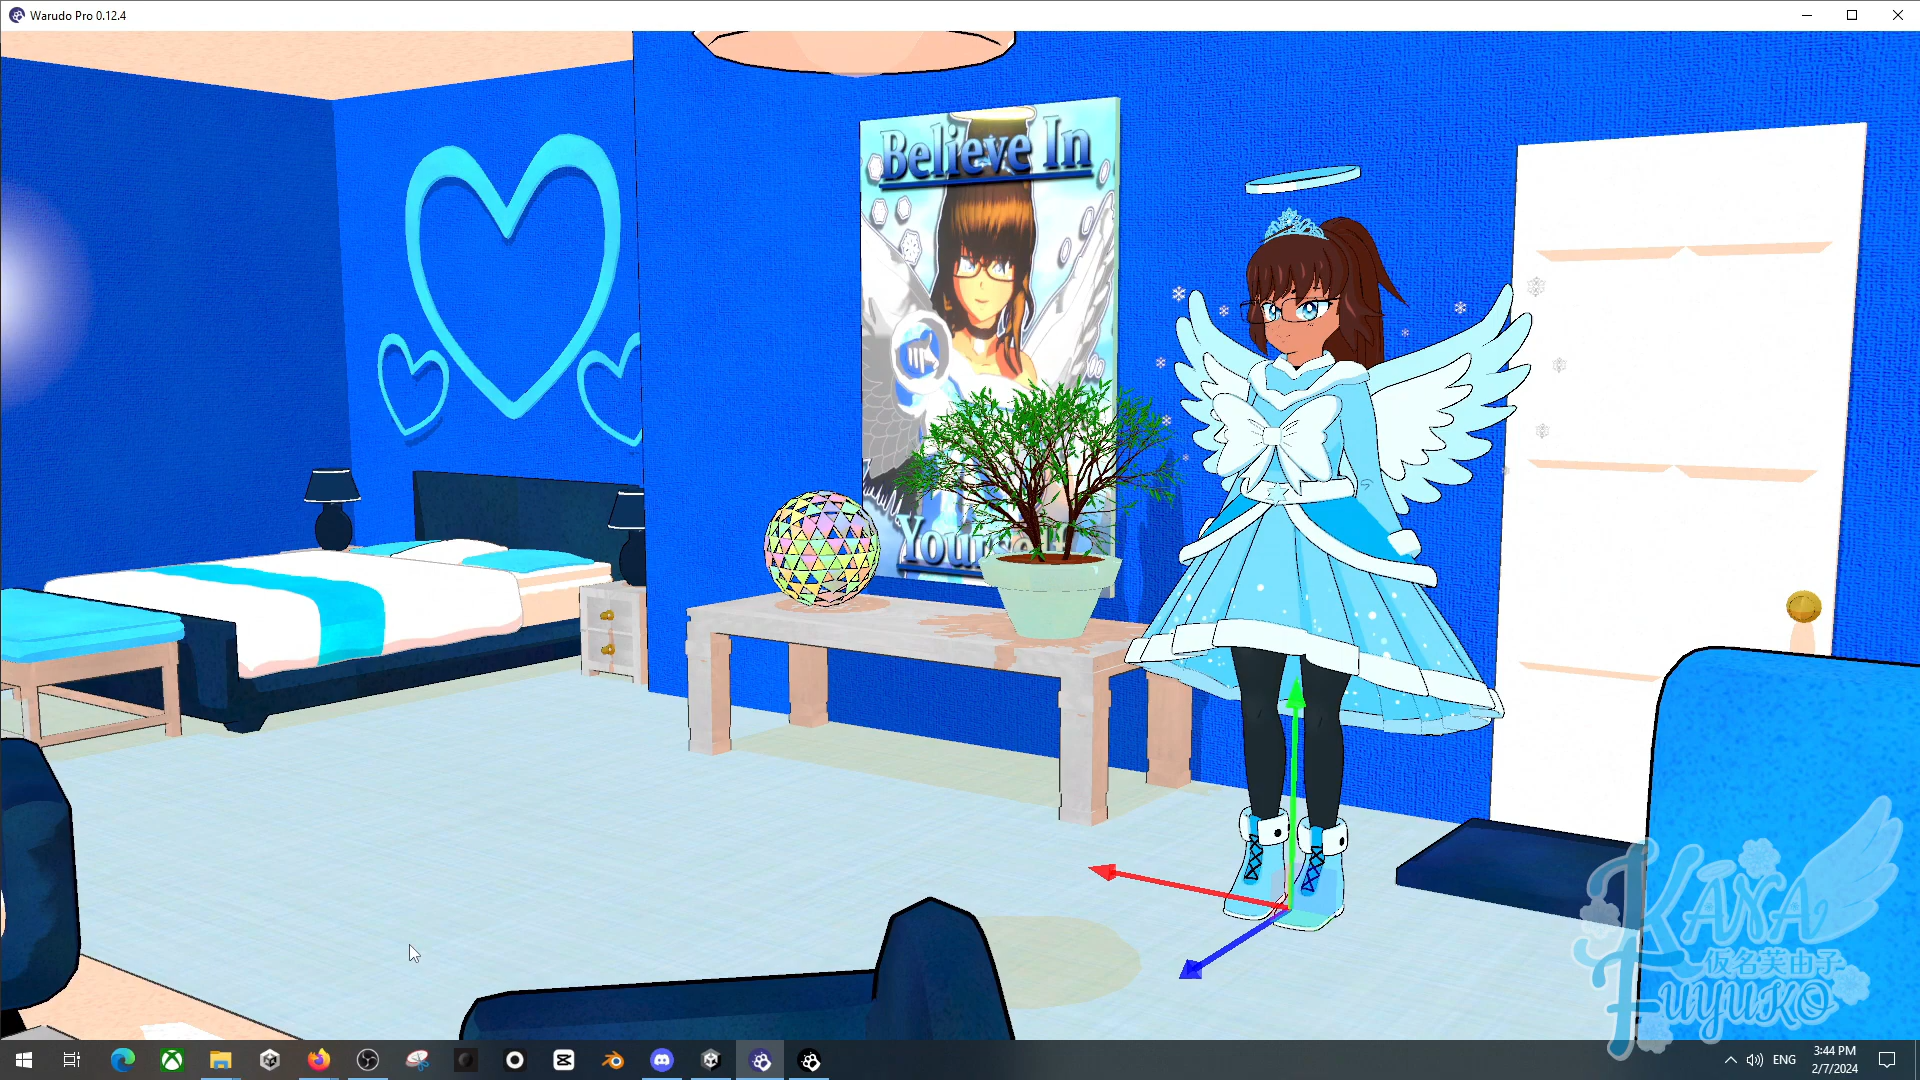 Warudo Pro 0.12.4
Believe In
Yourself
KANA
仮名芙由子
FUYUKO
ENG
3:44 PM
2/7/2024